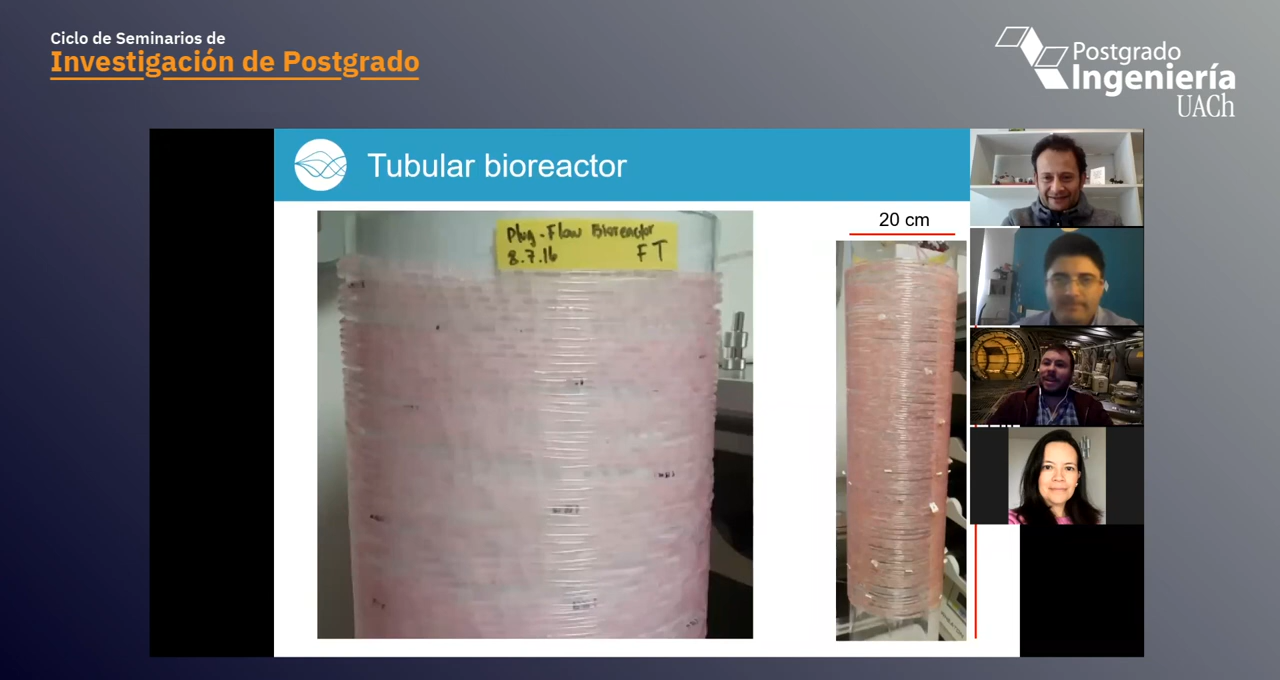 Ciclo de Seminarios de
Investigación de Postgrado
Postgrado
Ingeniería
UACh
Tubular bioreactor
20 cm
Plug-Flow Bioreactor
8.7.16 FT